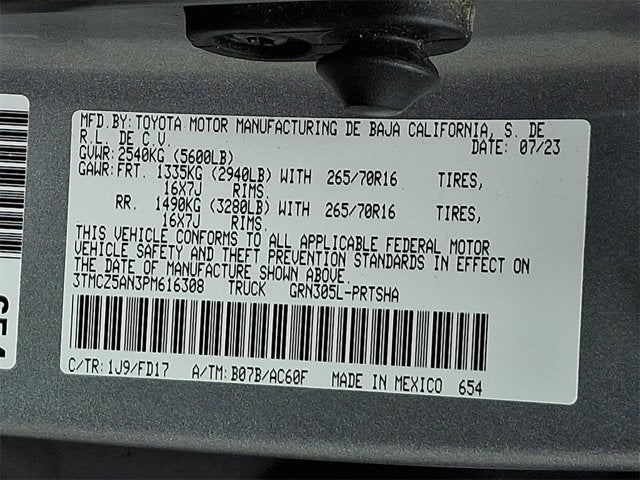 MFD.BY:TOYOTA MOTOR MANUFACTURING DE BAJA CALIFORNIA, S. DE
R.L. DE C.V. DATE: 07/23
GVWR:2540KG (5600LB)
GAWR:FRT. 1335KG (2940LB) WITH 265/70R16 TIRES,
16X7J RIMS
RR. 1490KG (3280LB) WITH 265/70R16 TIRES,
16X7J RIMS.
THIS VEHICLE CONFORMS TO ALL APPLICABLE FEDERAL MOTOR
VEHICLE SAFETY AND THEFT PREVENTION STANDARDS IN EFFECT ON
THE DATE OF MANUFACTURE SHOWN ABOVE.
3TMCZ5AN3PM616308 TRUCK GRN305L-PRTSHA
C/TR:1J9/FD17 A/TM:B07B/AC60F MADE IN MEXICO 654